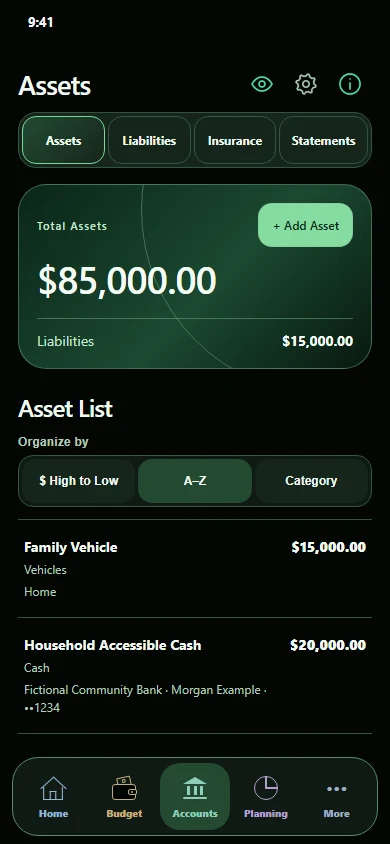 9:41
Assets
Assets
Liabilities
Insurance
Statements
Total Assets
+ Add Asset
$85,000.00
Liabilities
$15,000.00
Asset List
Organize by
$ High to Low
A–Z
Category
Family Vehicle
$15,000.00
Vehicles
Home
Household Accessible Cash
$20,000.00
Cash
Fictional Community Bank · Morgan Example ·
••1234
Home
Budget
Accounts
Planning
More